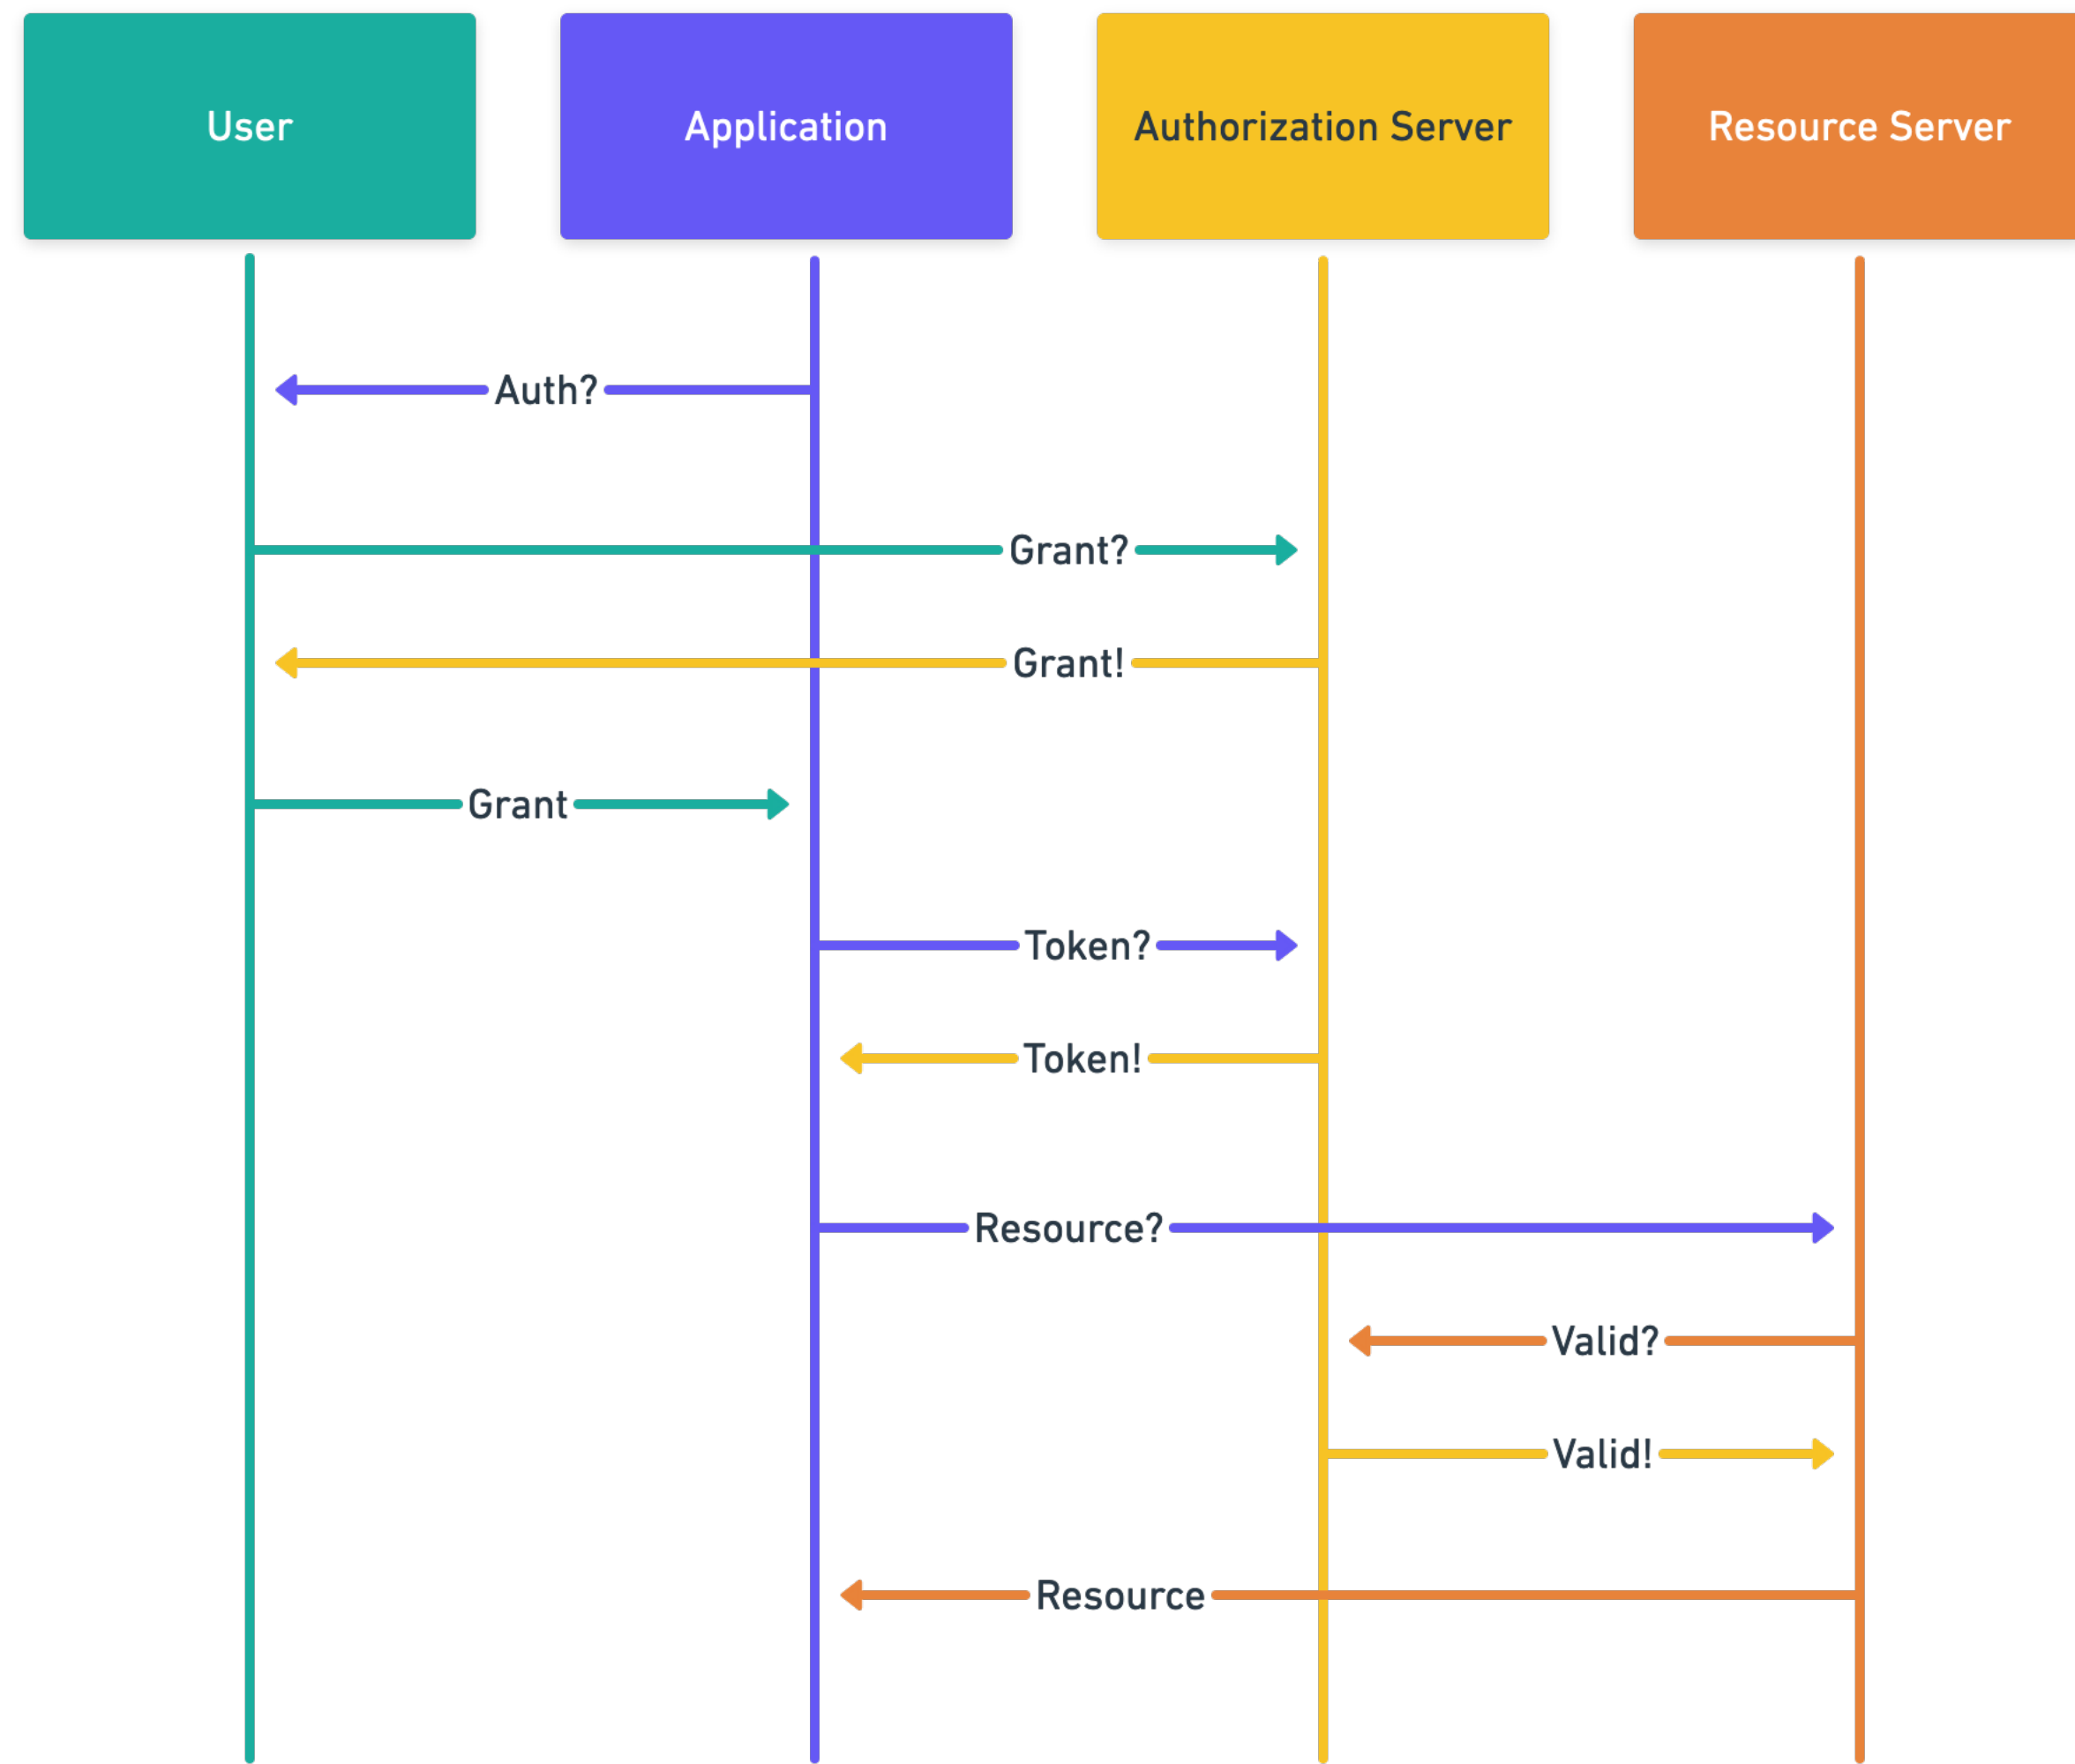 User
Application
Authorization Server
Resource Server
Auth?
Grant?
Grant!
Grant
Token?
Token!
Resource?
Valid?
Valid!
Resource